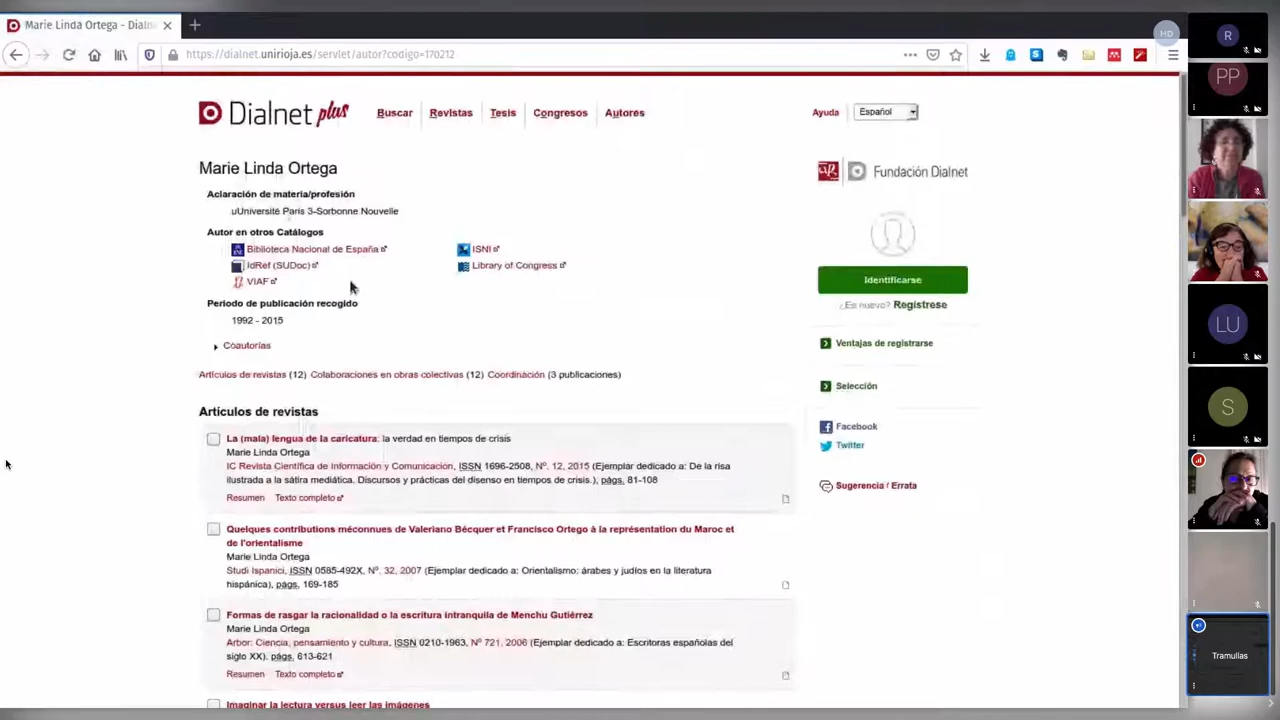 Marie Linda Ortega - Dialn
https://dialnet.unirioja.es/servlet/autor?codigo=170212
HD
Dialnet plus
Buscar
Revistas
Tesis
Congresos
Autores
Ayuda
Español
Marie Linda Ortega
Aclaración de materia/profesión
uUniversité Paris 3-Sorbonne Nouvelle
Autor en otros Catálogos
Biblioteca Nacional de España
ISNI
IdRef (SUDoc)
Library of Congress
VIAF
Periodo de publicación recogido
1992 - 2015
Coautorías
Artículos de revistas (12) Colaboraciones en obras colectivas (12) Coordinación (3 publicaciones)
Artículos de revistas
La (mala) lengua de la caricatura: la verdad en tiempos de crisis
Marie Linda Ortega
IC Revista Científica de Información y Comunicación, ISSN 1696-2508, Nº. 12, 2015 (Ejemplar dedicado a: De la risa
ilustrada a la sátira mediática. Discursos y prácticas del disenso en tiempos de crisis.), págs. 81-108
Resumen Texto completo
Quelques contributions méconnues de Valeriano Bécquer et Francisco Ortego à la représentation du Maroc et
de l'orientalisme
Marie Linda Ortega
Studi Ispanici, ISSN 0585-492X, Nº. 32, 2007 (Ejemplar dedicado a: Orientalismo: árabes y judíos en la literatura
hispánica), págs. 169-185
Formas de rasgar la racionalidad o la escritura intranquila de Menchu Gutiérrez
Marie Linda Ortega
Arbor: Ciencia, pensamiento y cultura, ISSN 0210-1963, Nº 721, 2006 (Ejemplar dedicado a: Escritoras españolas del
siglo XX), págs. 613-621
Resumen Texto completo
Imaginar la lectura versus leer las imágenes
Fundación Dialnet
Identificarse
¿Es nuevo? Regístrese
Ventajas de registrarse
Selección
Facebook
Twitter
Sugerencia / Errata
R
PP
LU
S
Tramullas